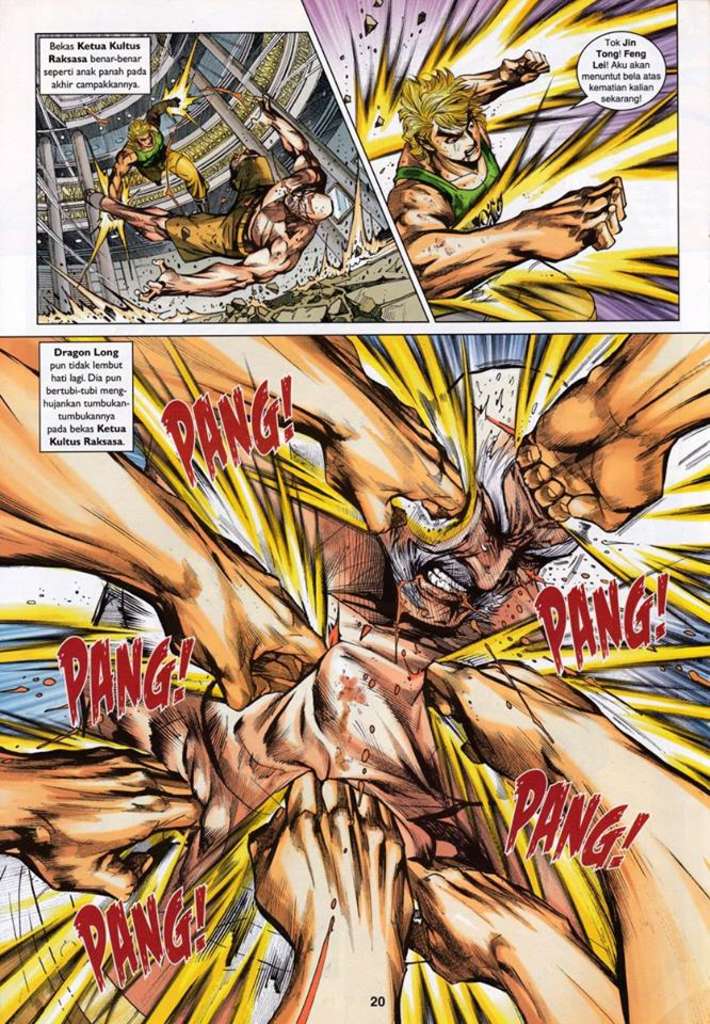 Bekas Ketua Kultus
Raksasa benar-benar
seperti anak panah pada
akhir campakkannya.
Tok Jin
Tong! Feng
Lei! Aku akan
menuntut bela atas
kematian kalian
sekarang!
Dragon Long
pun tidak lembut
hati lagi. Dia pun
bertubi-tubi meng-
hujankan tumbukan-
tumbukannya pada
bekas Ketua
Kultus Raksasa.
PANG!
PANG!
PANG!
PANG!
PANG!
20